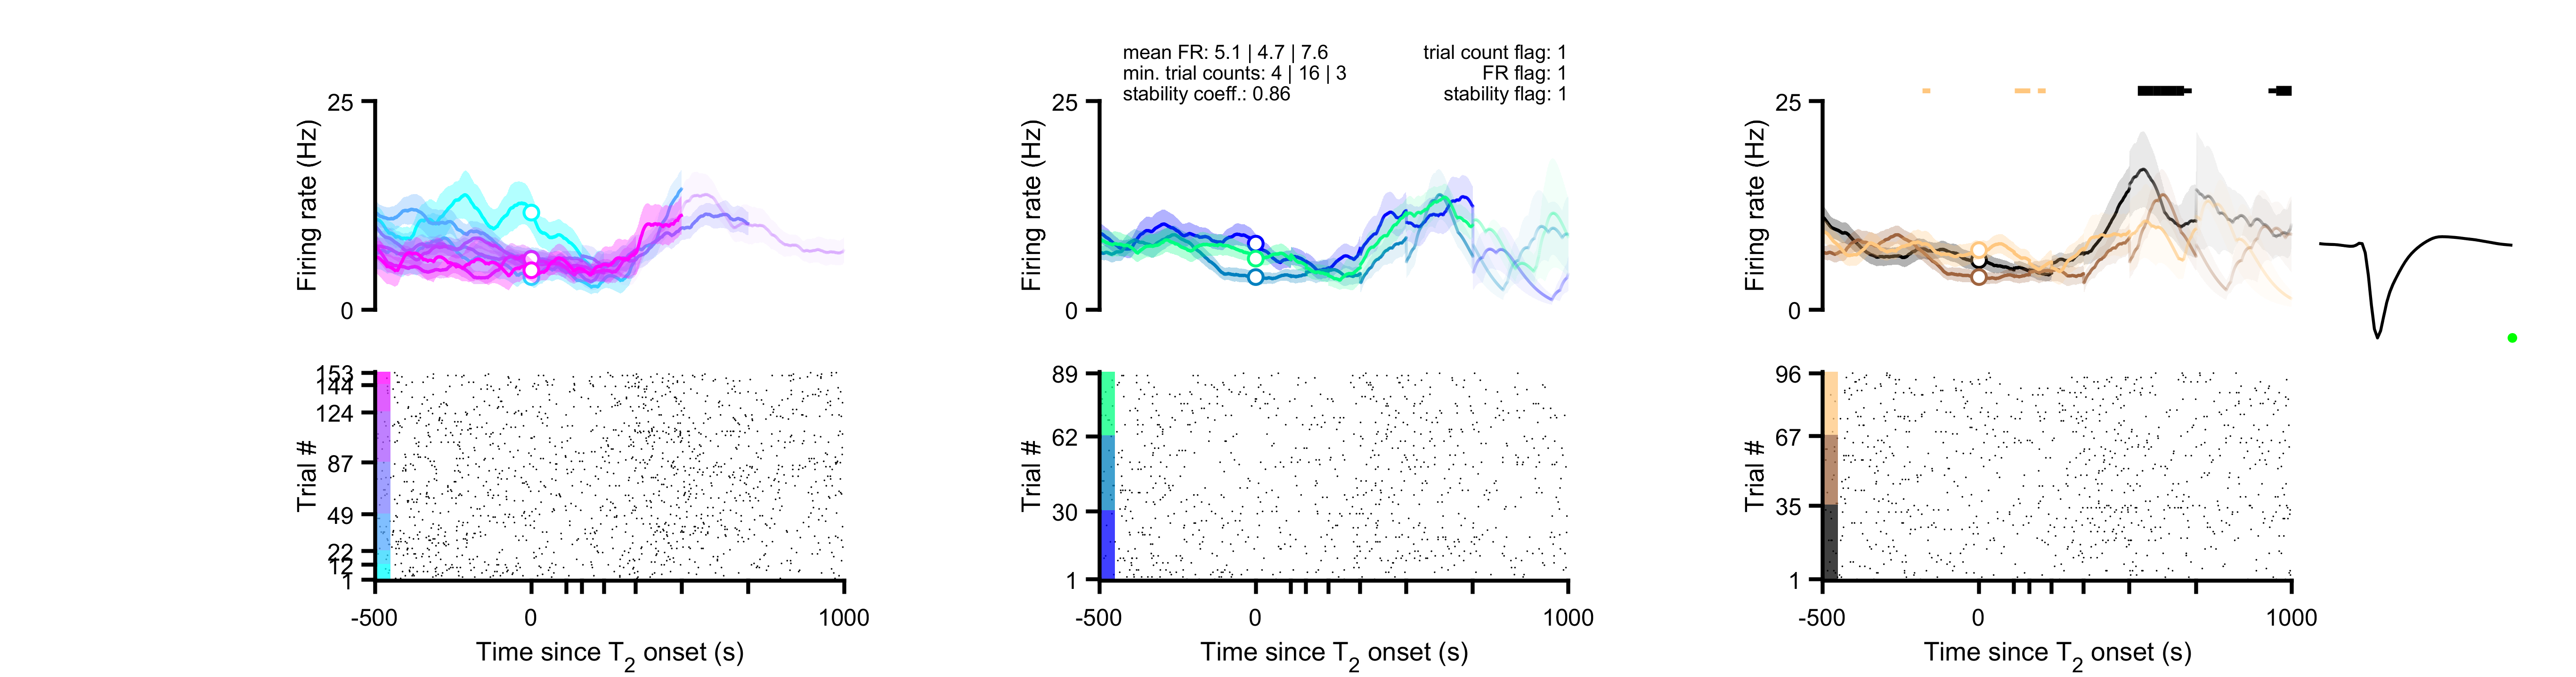 mean FR: 5.1 | 4.7 | 7.6
min. trial counts: 4 | 16 | 3
stability coeff.: 0.86
trial count flag: 1
FR flag: 1
stability flag: 1
25
Firing rate (Hz)
0
25
Firing rate (Hz)
0
25
Firing rate (Hz)
0
153
144
124
87
49
22
12
1
Trial #
-500
0
1000
Time since T2 onset (s)
89
62
30
1
Trial #
-500
0
1000
Time since T2 onset (s)
96
67
35
1
Trial #
-500
0
1000
Time since T2 onset (s)